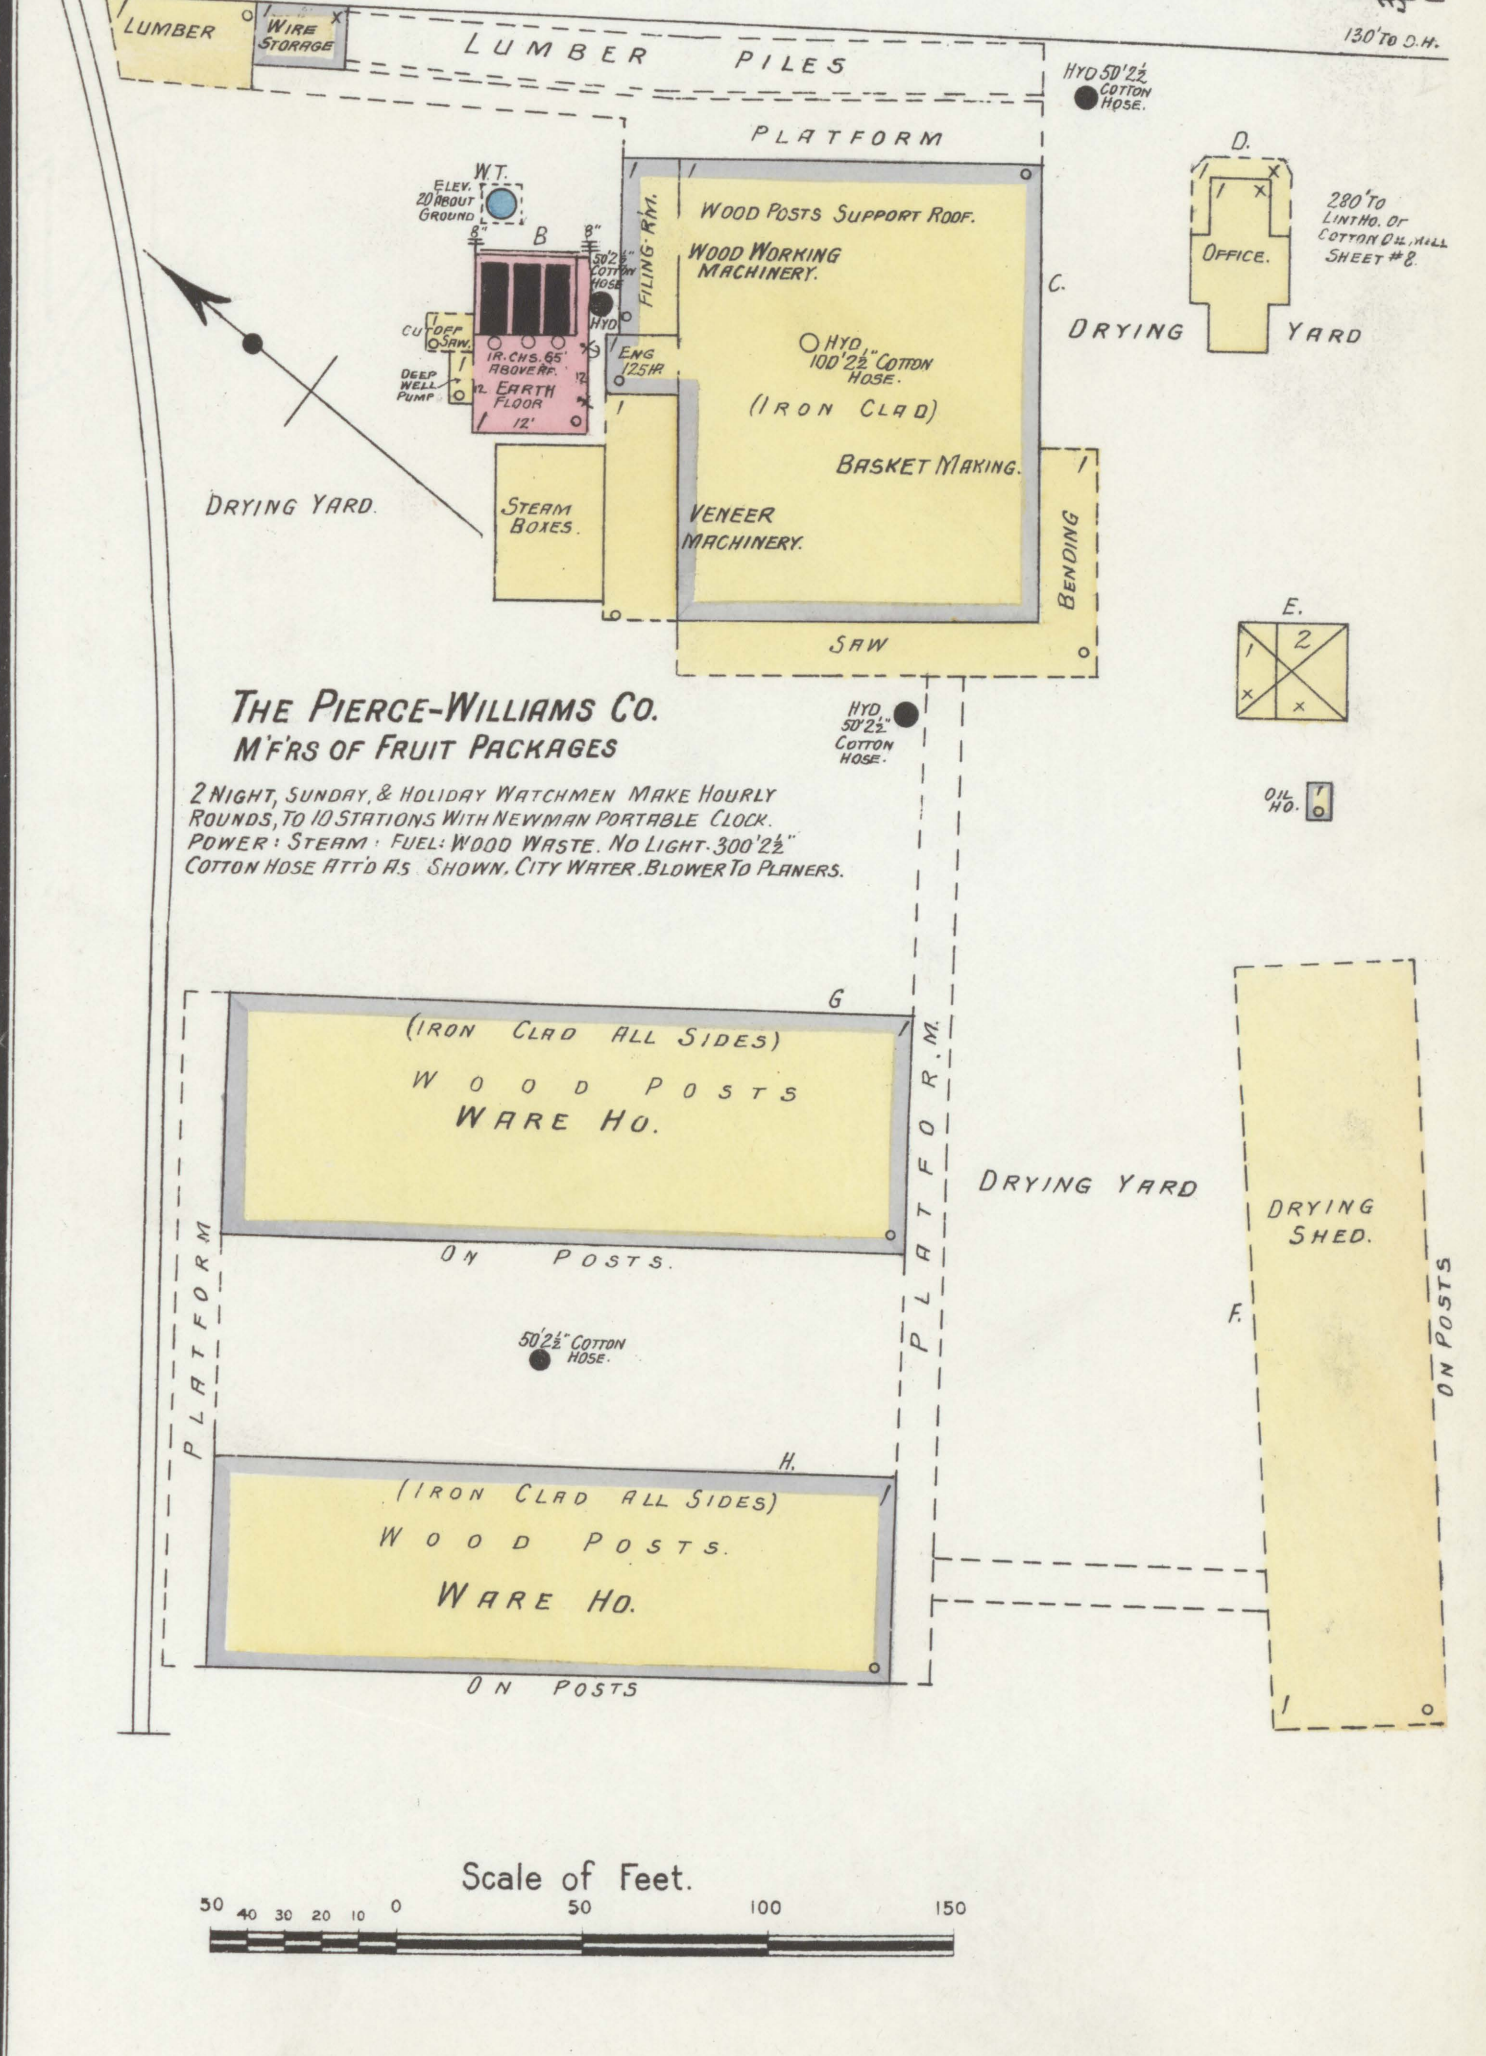 130' TO D.H.
LUMBER
WIRE
STORAGE
X
LUMBER PILES
HYD 50' 2½"
COTTON
HOSE.
PLATFORM
W.T.
ELEV.
20' ABOUT
GROUND
8"
B
8"
50' 2½"
COTTON
HOSE
HYD
FILING R'M.
WOOD POSTS SUPPORT ROOF.
WOOD WORKING
MACHINERY.
C.
D.
X
X
OFFICE.
280' TO
LINT HO. OF
COTTON OIL MILL
SHEET #8
DRYING YARD
CUT OFF
SAW.
DEEP
WELL
PUMP
IR. CHS. 65'
ABOVE RF.
12
12
EARTH
FLOOR
12'
ENG
125 HP.
HYD.
100' 2½" COTTON
HOSE.
(IRON CLAD)
BASKET MAKING.
BENDING
DRYING YARD.
STEAM
BOXES.
VENEER
MACHINERY.
SAW
E.
1 2
X X
THE PIERCE-WILLIAMS CO.
M'F'RS OF FRUIT PACKAGES
HYD
50' 2½"
COTTON
HOSE.
2 NIGHT, SUNDAY, & HOLIDAY WATCHMEN MAKE HOURLY
ROUNDS, TO 10 STATIONS WITH NEWMAN PORTABLE CLOCK.
POWER: STEAM: FUEL: WOOD WASTE. NO LIGHT. 300' 2½"
COTTON HOSE ATT'D AS SHOWN. CITY WATER. BLOWER TO PLANERS.
OIL
HO.
1
G
(IRON CLAD ALL SIDES)
1
WOOD POSTS
WARE HO.
ON POSTS.
PLATFORM
PLATFOR.M.
DRYING YARD
DRYING
SHED.
F.
ON POSTS
50' 2½" COTTON
HOSE.
H.
(IRON CLAD ALL SIDES)
1
WOOD POSTS.
WARE HO.
ON POSTS
1
Scale of Feet.
50 40 30 20 10 0 50 100 150